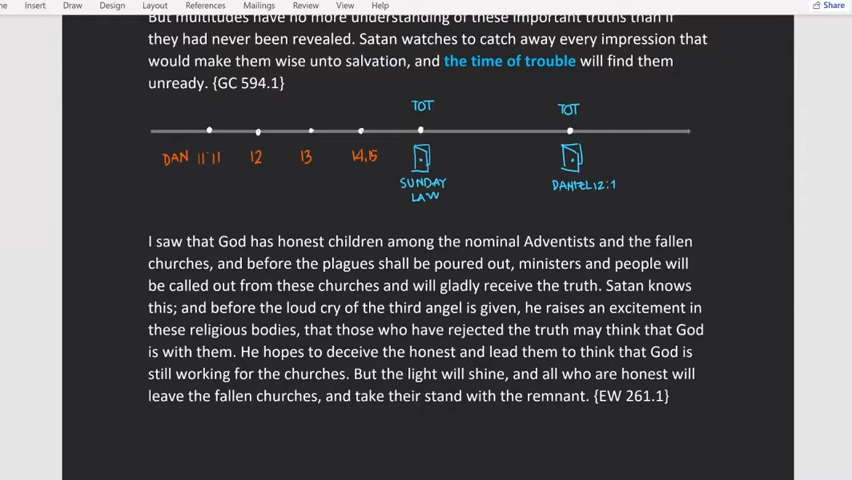 Insert Draw Design Layout References Mailings Review View Help Share
But multitudes have no more understanding of these important truths than if
they had never been revealed. Satan watches to catch away every impression that
would make them wise unto salvation, and the time of trouble will find them
unready. {GC 594.1}
TOT TOT
DAN 11:11 12 13 14,15
SUNDAY DANIEL 12:1
LAW
I saw that God has honest children among the nominal Adventists and the fallen
churches, and before the plagues shall be poured out, ministers and people will
be called out from these churches and will gladly receive the truth. Satan knows
this; and before the loud cry of the third angel is given, he raises an excitement in
these religious bodies, that those who have rejected the truth may think that God
is with them. He hopes to deceive the honest and lead them to think that God is
still working for the churches. But the light will shine, and all who are honest will
leave the fallen churches, and take their stand with the remnant. {EW 261.1}